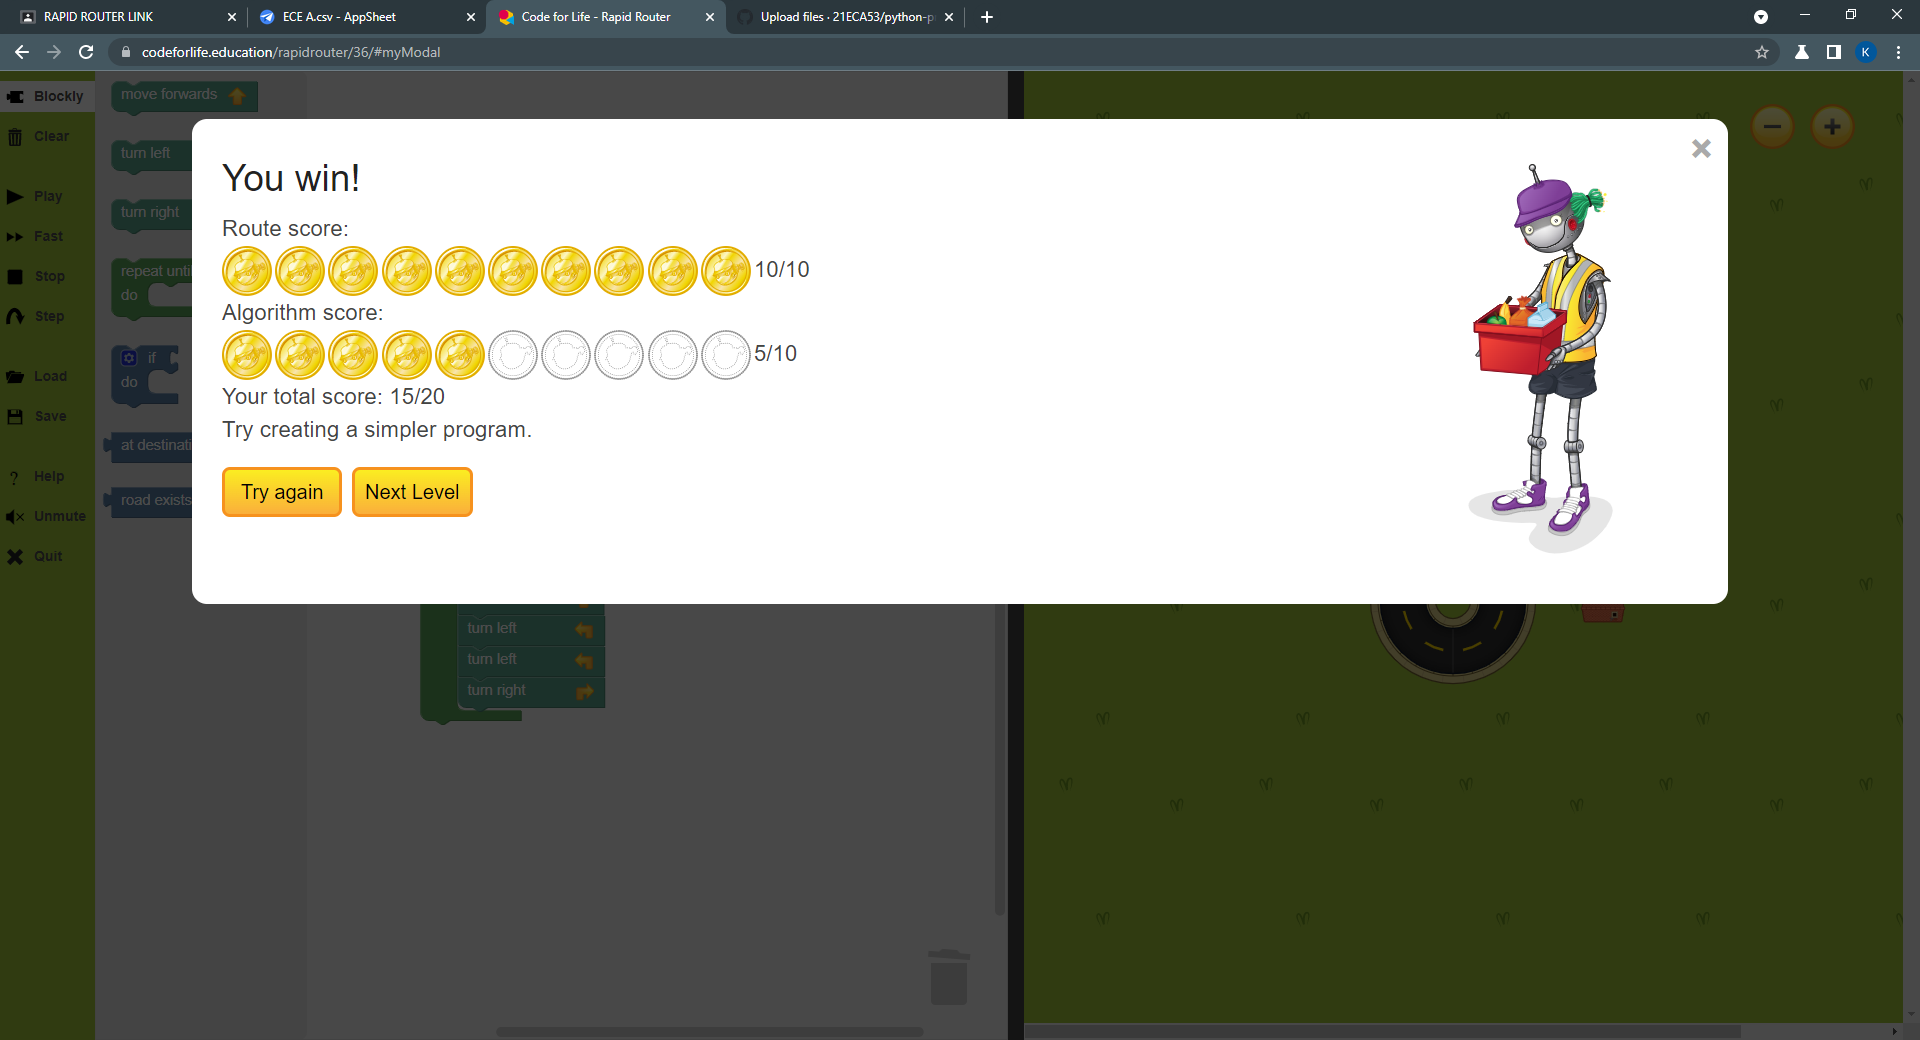 RAPID ROUTER LINK
ECE A.csv - AppSheet
Code for Life - Rapid Router
Upload files · 21ECA53/python-p
codeforlife.education/rapidrouter/36/#myModal
K
Blockly
Clear
Play
Fast
Stop
Step
Load
Save
Help
Unmute
Quit
move forwards
turn left
turn right
repeat until
do
if
do
at destinati
road exists
You win!
Route score:
10/10
Algorithm score:
5/10
Your total score: 15/20
Try creating a simpler program.
Try again
Next Level
turn left
turn left
turn right